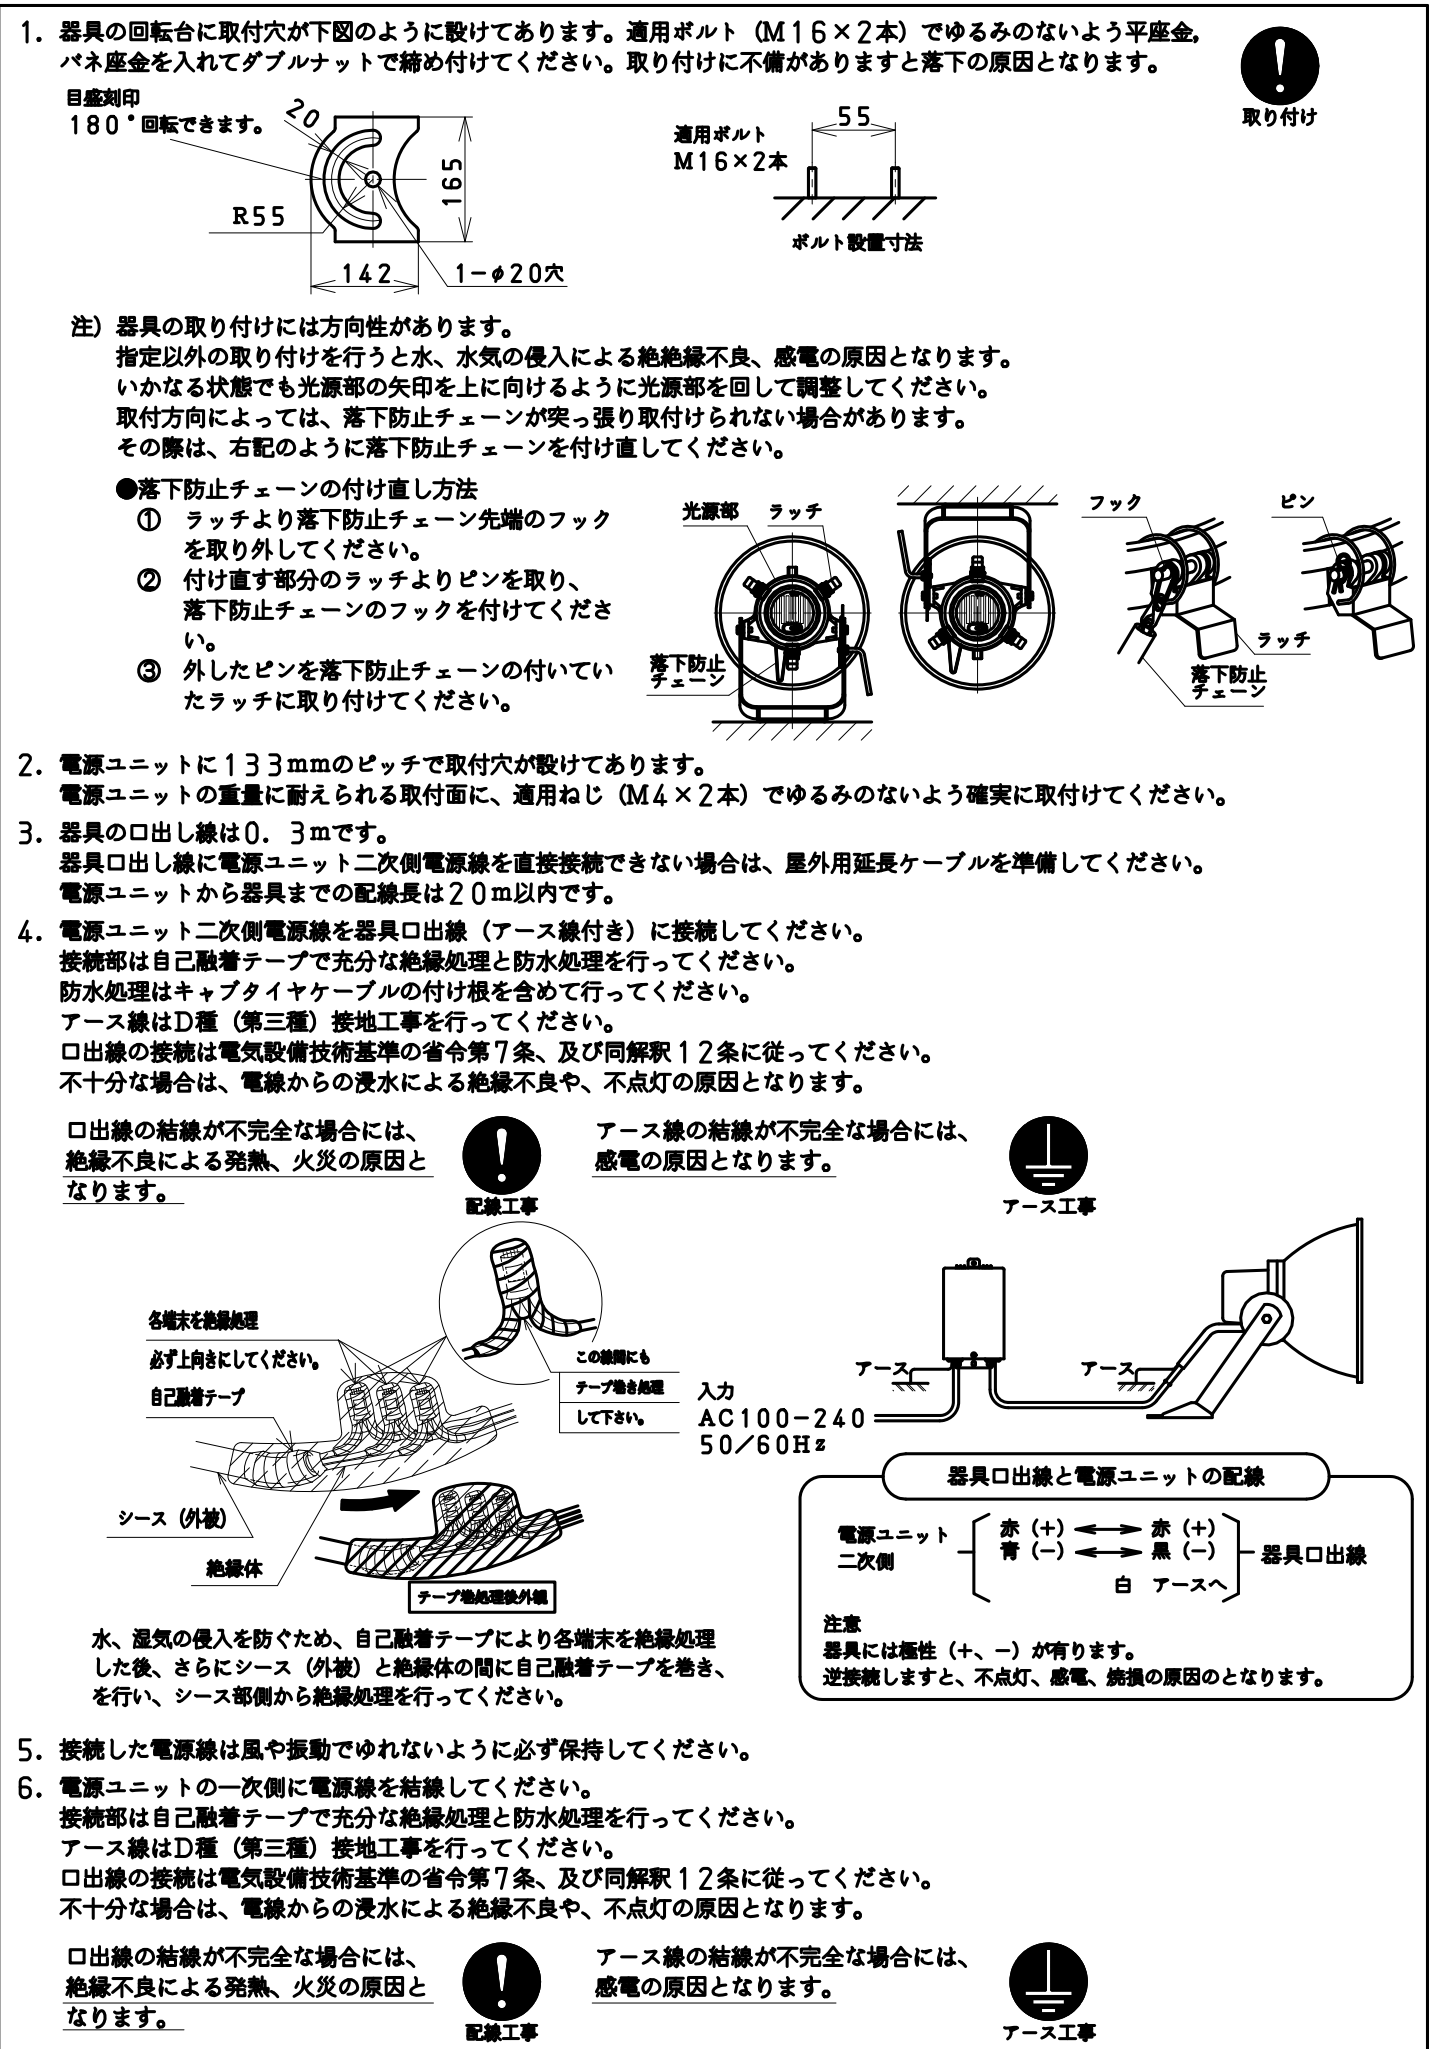 1. 器具の回転台に取付穴が下図のように設けてあります。適用ボルト（M16×2本）でゆるみのないよう平座金,
バネ座金を入れてダブルナットで締め付けてください。取り付けに不備がありますと落下の原因となります。
取り付け
目盛刻印
180°回転できます。
20
R55
142
165
1-φ20穴
適用ボルト
M16×2本
55
ボルト設置寸法
注）器具の取り付けには方向性があります。
指定以外の取り付けを行うと水、水気の侵入による絶絶縁不良、感電の原因となります。
いかなる状態でも光源部の矢印を上に向けるように光源部を回して調整してください。
取付方向によっては、落下防止チェーンが突っ張り取付けられない場合があります。
その際は、右記のように落下防止チェーンを付け直してください。
●落下防止チェーンの付け直し方法
① ラッチより落下防止チェーン先端のフック
を取り外してください。
② 付け直す部分のラッチよりピンを取り、
落下防止チェーンのフックを付けてくださ
い。
③ 外したピンを落下防止チェーンの付いてい
たラッチに取り付けてください。
光源部
ラッチ
落下防止
チェーン
フック
ピン
ラッチ
落下防止
チェーン
2. 電源ユニットに133mmのピッチで取付穴が設けてあります。
電源ユニットの重量に耐えられる取付面に、適用ねじ（M4×2本）でゆるみのないよう確実に取付けてください。
3. 器具の口出し線は0．3mです。
器具口出し線に電源ユニット二次側電源線を直接接続できない場合は、屋外用延長ケーブルを準備してください。
電源ユニットから器具までの配線長は20m以内です。
4. 電源ユニット二次側電源線を器具口出線（アース線付き）に接続してください。
接続部は自己融着テープで充分な絶縁処理と防水処理を行ってください。
防水処理はキャブタイヤケーブルの付け根を含めて行ってください。
アース線はD種（第三種）接地工事を行ってください。
口出線の接続は電気設備技術基準の省令第7条、及び同解釈12条に従ってください。
不十分な場合は、電線からの浸水による絶縁不良や、不点灯の原因となります。
口出線の結線が不完全な場合には、
絶縁不良による発熱、火災の原因と
なります。
配線工事
アース線の結線が不完全な場合には、
感電の原因となります。
アース工事
各端末を絶縁処理
必ず上向きにしてください。
自己融着テープ
この線間にも
テープ巻き処理
して下さい。
シース（外被）
絶縁体
テープ巻処理後外観
アース
アース
入力
AC100-240
50/60Hz
器具口出線と電源ユニットの配線
電源ユニット
二次側
赤（+） 赤（+）
青（-） 黒（-）
白 アースへ
器具口出線
注意
器具には極性（+、-）が有ります。
逆接続しますと、不点灯、感電、焼損の原因のとなります。
水、湿気の侵入を防ぐため、自己融着テープにより各端末を絶縁処理
した後、さらにシース（外被）と絶縁体の間に自己融着テープを巻き、
を行い、シース部側から絶縁処理を行ってください。
5. 接続した電源線は風や振動でゆれないように必ず保持してください。
6. 電源ユニットの一次側に電源線を結線してください。
接続部は自己融着テープで充分な絶縁処理と防水処理を行ってください。
アース線はD種（第三種）接地工事を行ってください。
口出線の接続は電気設備技術基準の省令第7条、及び同解釈12条に従ってください。
不十分な場合は、電線からの浸水による絶縁不良や、不点灯の原因となります。
口出線の結線が不完全な場合には、
絶縁不良による発熱、火災の原因と
なります。
配線工事
アース線の結線が不完全な場合には、
感電の原因となります。
アース工事